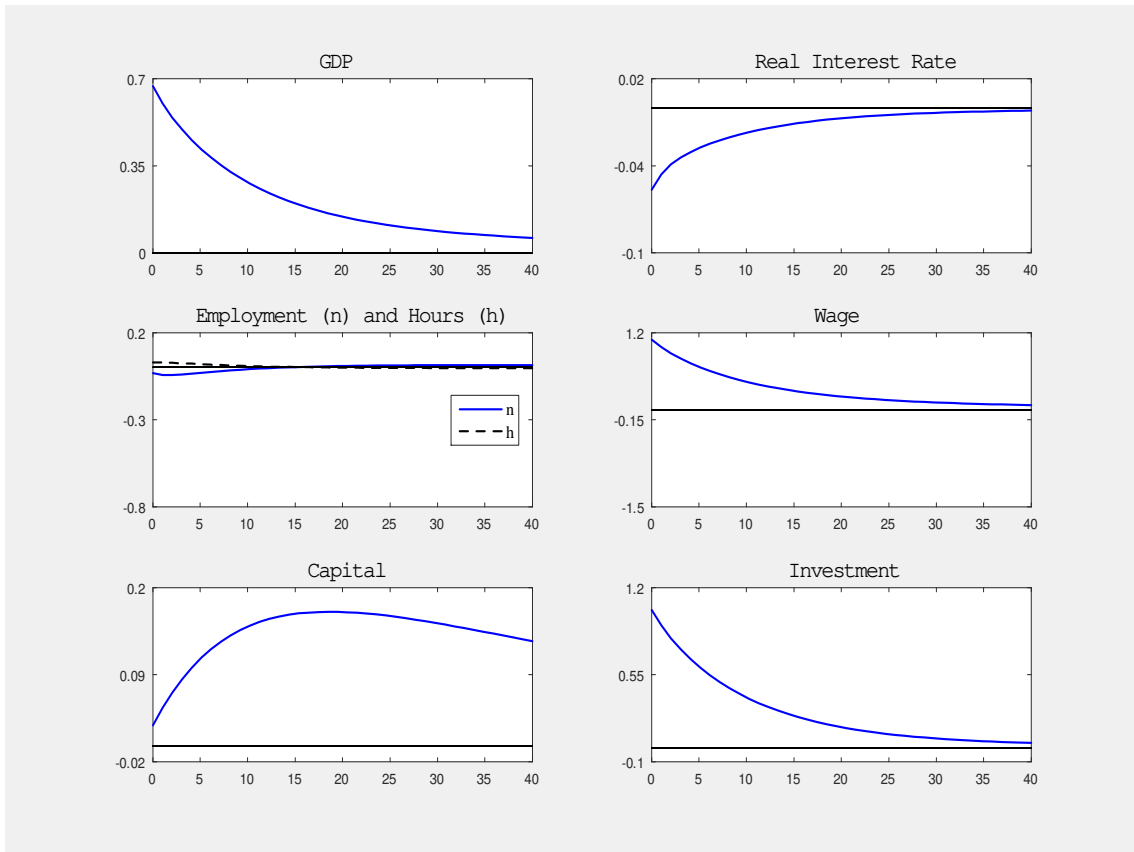 GDP
0.7
0.35
0
0 5 10 15 20 25 30 35 40
Real Interest Rate
0.02
-0.04
-0.1
0 5 10 15 20 25 30 35 40
Employment (n) and Hours (h)
0.2
-0.3
-0.8
n
h
0 5 10 15 20 25 30 35 40
Wage
1.2
-0.15
-1.5
0 5 10 15 20 25 30 35 40
Capital
0.2
0.09
-0.02
0 5 10 15 20 25 30 35 40
Investment
1.2
0.55
-0.1
0 5 10 15 20 25 30 35 40